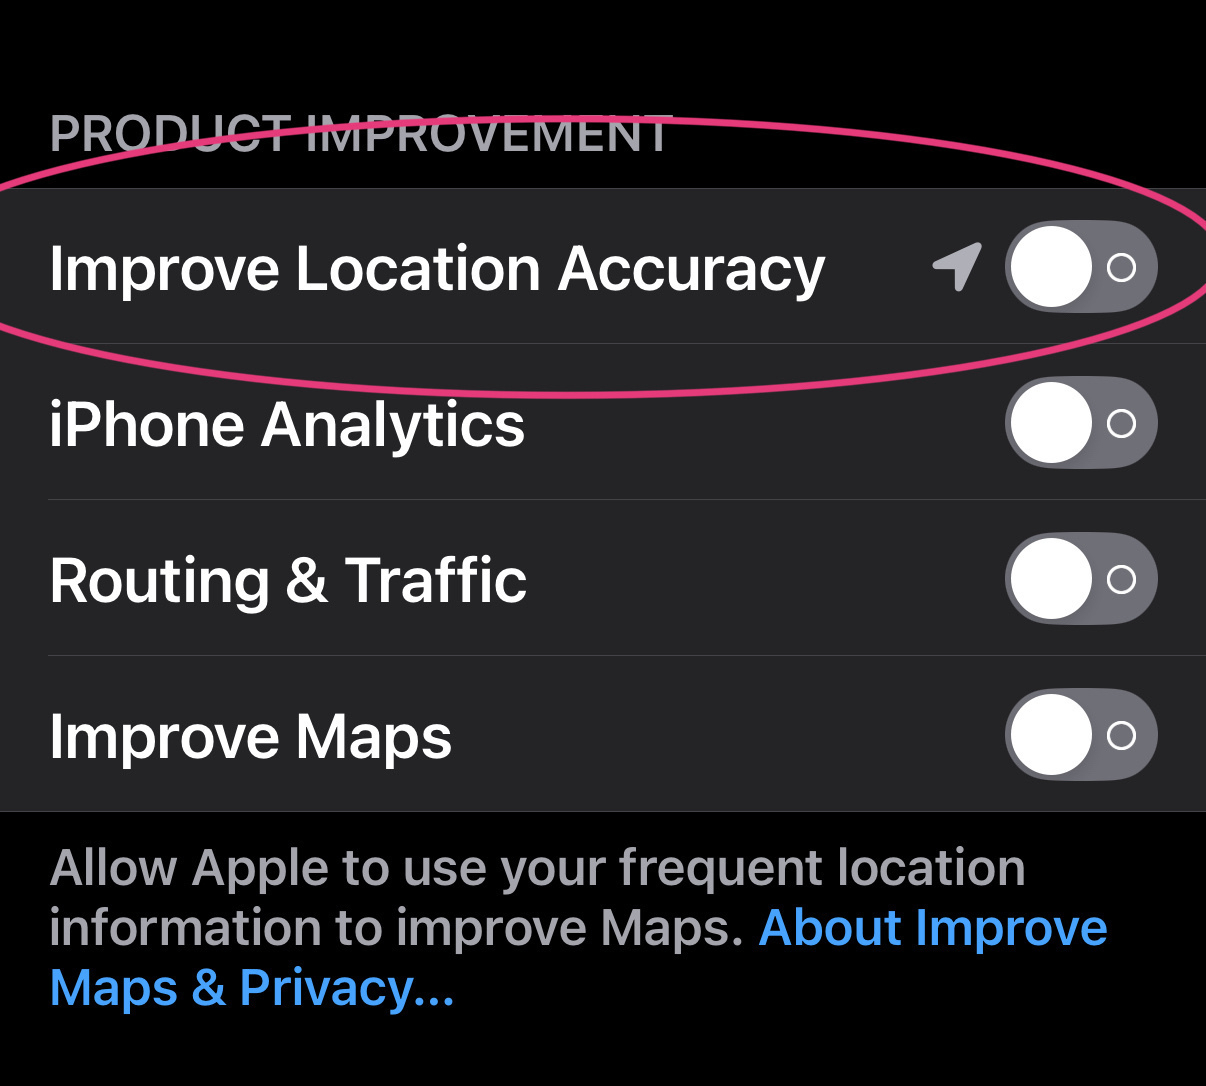 PRODUCT IMPROVEMENT
Improve Location Accuracy
iPhone Analytics
Routing & Traffic
Improve Maps
Allow Apple to use your frequent location
information to improve Maps. About Improve
Maps & Privacy...